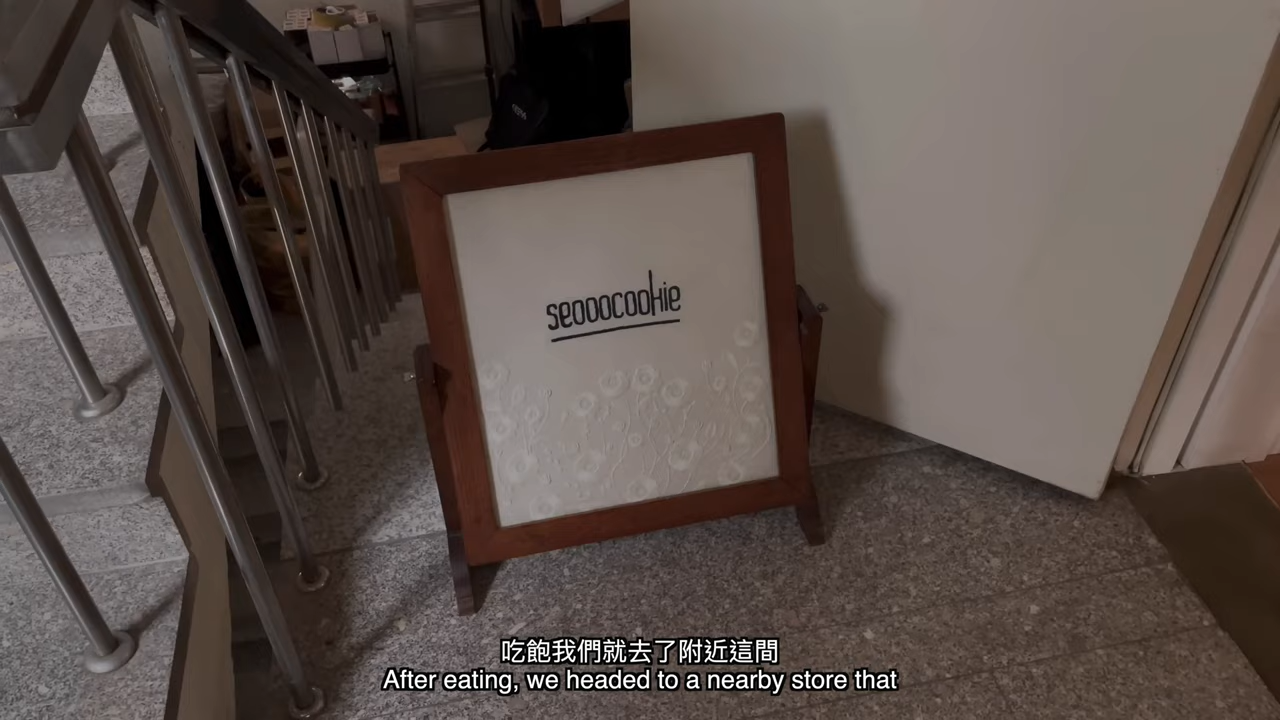 seooocookie
吃飽我們就去了附近這間
After eating, we headed to a nearby store that